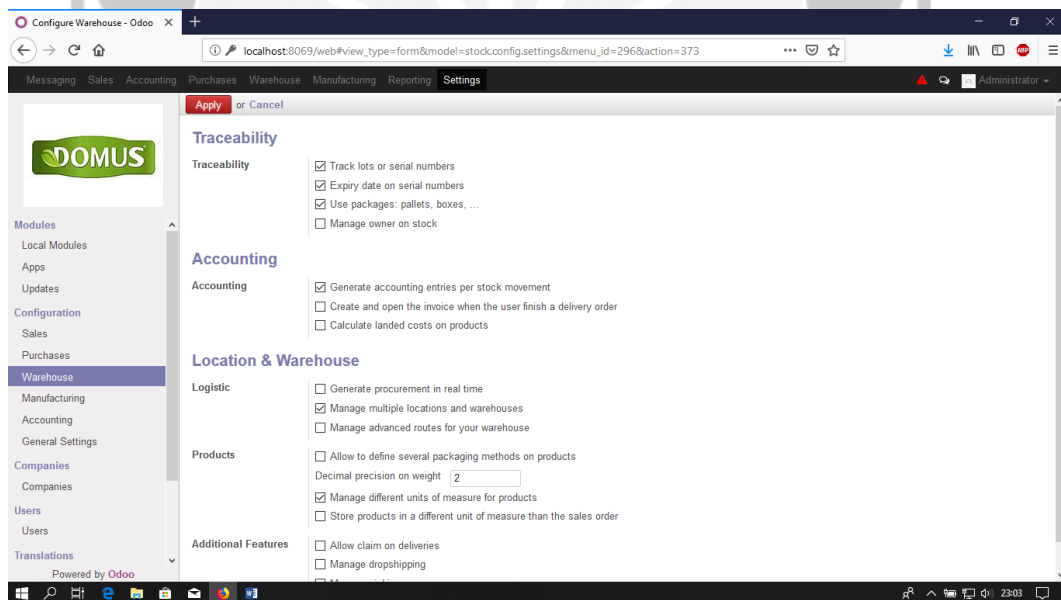 Configure Warehouse - Odoo
localhost:8069/web#view_type=form&model=stock.config.settings&menu_id=296&action=373
ABP
Messaging Sales Accounting Purchases Warehouse Manufacturing Reporting Settings Administrator
DOMUS
Apply or Cancel
Traceability
Traceability
Track lots or serial numbers
Expiry date on serial numbers
Use packages: pallets, boxes, ...
Manage owner on stock
Accounting
Accounting
Generate accounting entries per stock movement
Create and open the invoice when the user finish a delivery order
Calculate landed costs on products
Location & Warehouse
Logistic
Generate procurement in real time
Manage multiple locations and warehouses
Manage advanced routes for your warehouse
Products
Allow to define several packaging methods on products
Decimal precision on weight 2
Manage different units of measure for products
Store products in a different unit of measure than the sales order
Additional Features
Allow claim on deliveries
Manage dropshipping
Modules
Local Modules
Apps
Updates
Configuration
Sales
Purchases
Warehouse
Manufacturing
Accounting
General Settings
Companies
Companies
Users
Users
Translations
Powered by Odoo
23:03